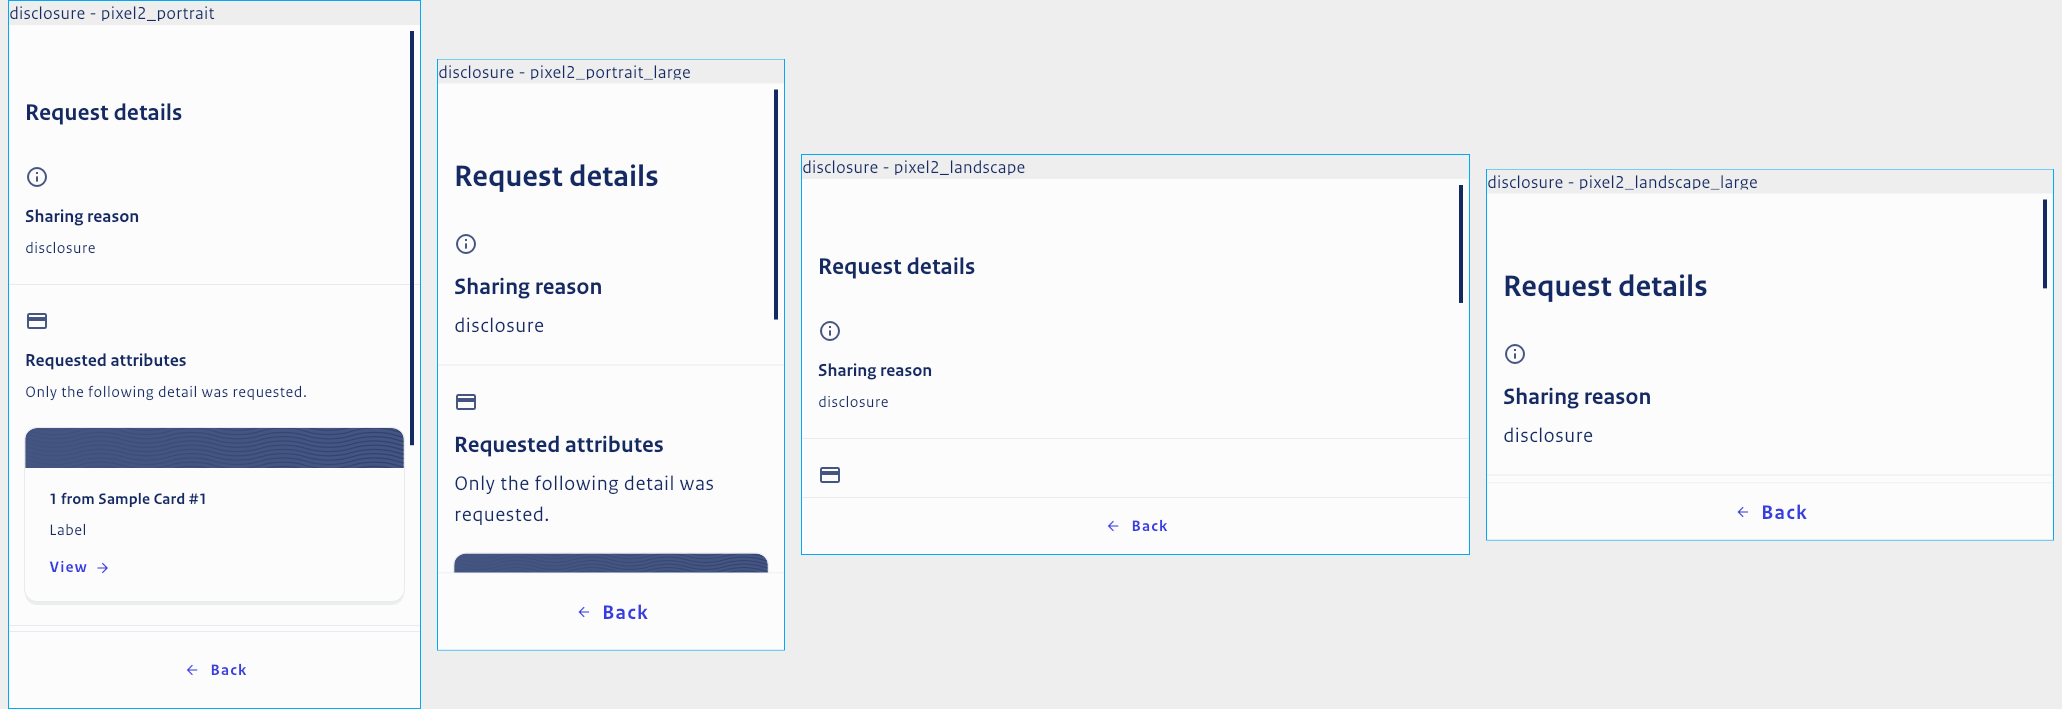 disclosure - pixel2_portrait
Request details
Sharing reason
disclosure
Requested attributes
Only the following detail was requested.
1 from Sample Card #1
Label
View
Back
disclosure - pixel2_portrait_large
Request details
Sharing reason
disclosure
Requested attributes
Only the following detail was
requested.
Back
disclosure - pixel2_landscape
Request details
Sharing reason
disclosure
Back
disclosure - pixel2_landscape_large
Request details
Sharing reason
disclosure
Back